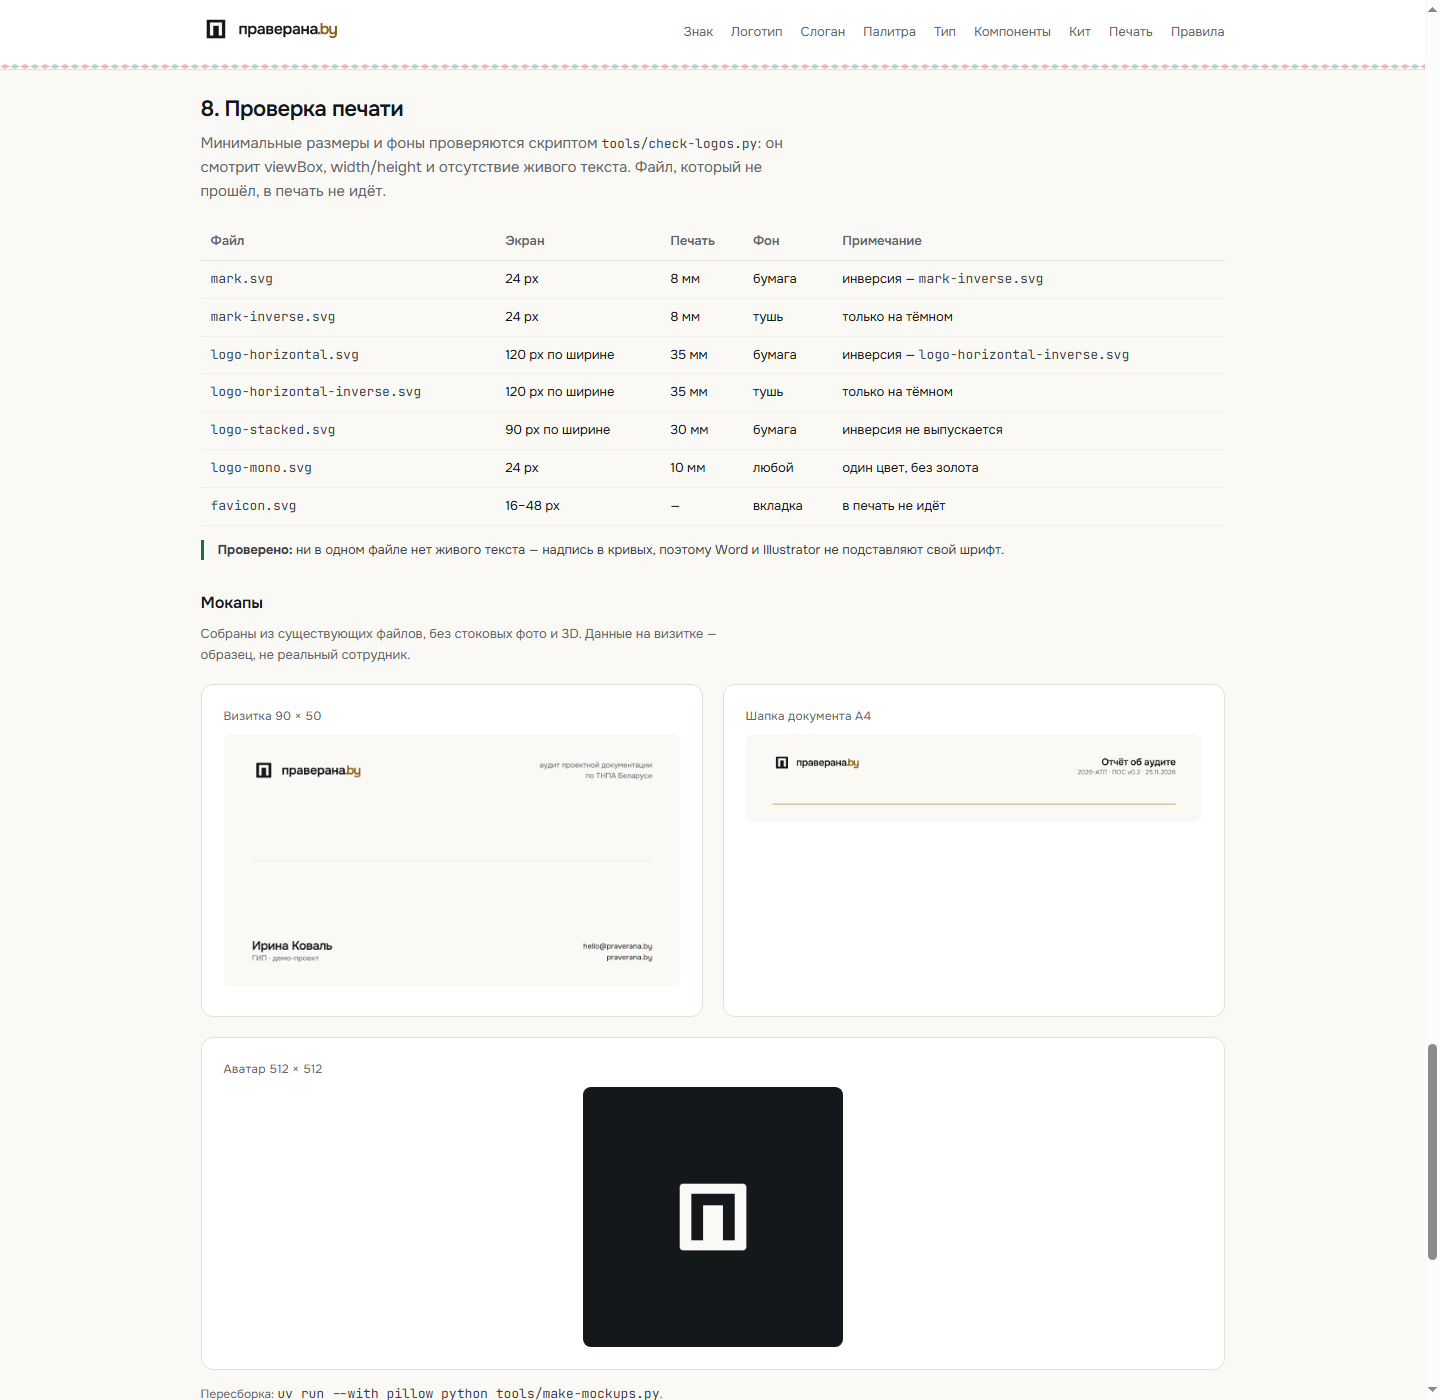 праверана.by
Знак Логотип Слоган Палитра Тип Компоненты Кит Печать Правила
8. Проверка печати
Минимальные размеры и фоны проверяются скриптом tools/check-logos.py: он
смотрит viewBox, width/height и отсутствие живого текста. Файл, который не
прошёл, в печать не идёт.
Файл Экран Печать Фон Примечание
mark.svg 24 px 8 мм бумага инверсия — mark-inverse.svg
mark-inverse.svg 24 px 8 мм тушь только на тёмном
logo-horizontal.svg 120 px по ширине 35 мм бумага инверсия — logo-horizontal-inverse.svg
logo-horizontal-inverse.svg 120 px по ширине 35 мм тушь только на тёмном
logo-stacked.svg 90 px по ширине 30 мм бумага инверсия не выпускается
logo-mono.svg 24 px 10 мм любой один цвет, без золота
favicon.svg 16–48 px — вкладка в печать не идёт
Проверено: ни в одном файле нет живого текста — надпись в кривых, поэтому Word и Illustrator не подставляют свой шрифт.
Мокапы
Собраны из существующих файлов, без стоковых фото и 3D. Данные на визитке —
образец, не реальный сотрудник.
Визитка 90 × 50
праверана.by
аудит проектной документации
по ТНПА Беларуси
Ирина Коваль
ГИП · демо-проект
hello@praverana.by
praverana.by
Шапка документа A4
праверана.by
Отчёт об аудите
2026-АТП · ПОС v0.2 · 25.11.2026
Аватар 512 × 512
Пересборка: uv run --with pillow python tools/make-mockups.py.